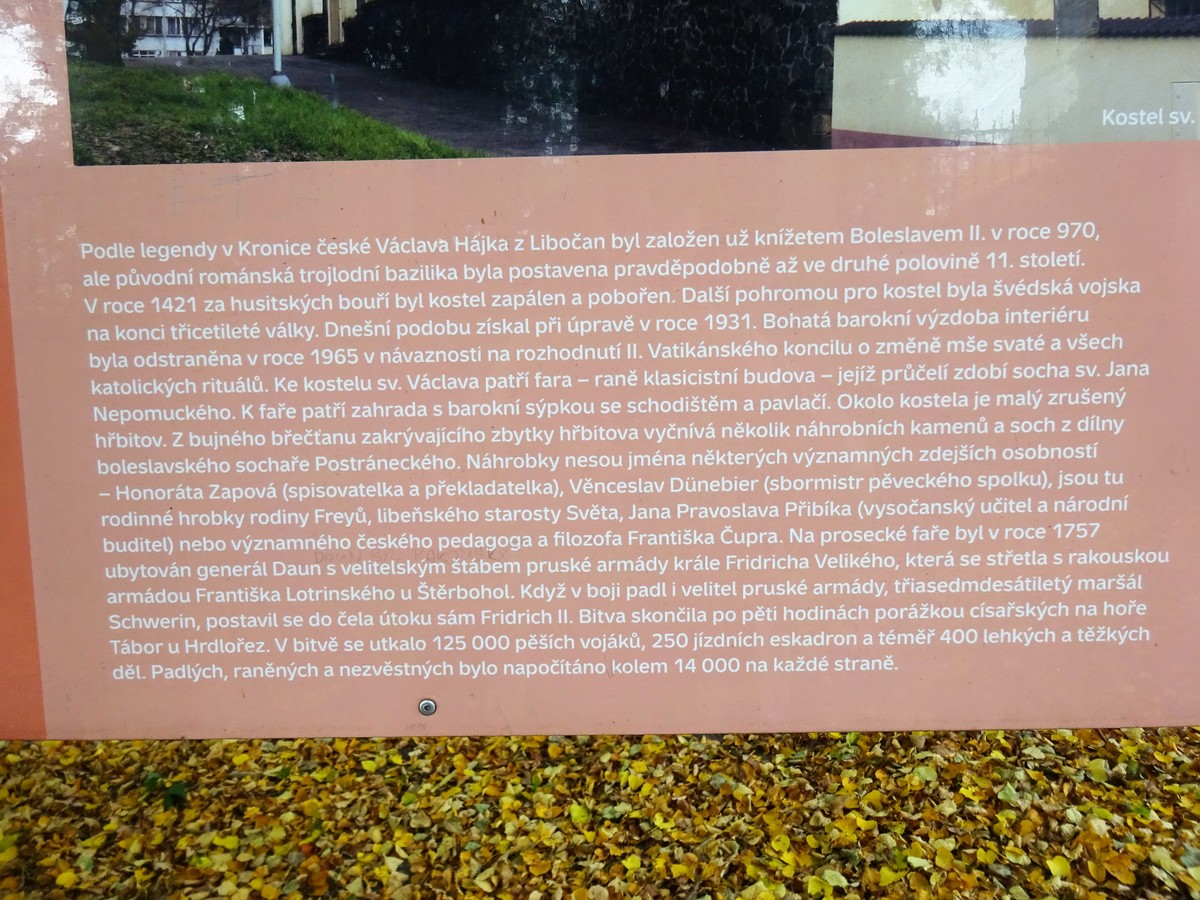 Kostel sv.
Podle legendy v Kronice české Václava Hájka z Libočan byl založen už knížetem Boleslavem II. v roce 970,
ale původní románská trojlodní bazilika byla postavena pravděpodobně až ve druhé polovině 11. století.
V roce 1421 za husitských bouří byl kostel zapálen a pobořen. Další pohromou pro kostel byla švédská vojska
na konci třicetileté války. Dnešní podobu získal při úpravě v roce 1931. Bohatá barokní výzdoba interiéru
byla odstraněna v roce 1965 v návaznosti na rozhodnutí II. Vatikánského koncilu o změně mše svaté a všech
katolických rituálů. Ke kostelu sv. Václava patří fara – raně klasicistní budova – jejíž průčelí zdobí socha sv. Jana
Nepomuckého. K faře patří zahrada s barokní sýpkou se schodištěm a pavlačí. Okolo kostela je malý zrušený
hřbitov. Z bujného břečťanu zakrývajícího zbytky hřbitova vyčnívá několik náhrobních kamenů a soch z dílny
boleslavského sochaře Postráneckého. Náhrobky nesou jména některých významných zdejších osobností
– Honoráta Zapová (spisovatelka a překladatelka), Věnceslav Dünebier (sbormistr pěveckého spolku), jsou tu
rodinné hrobky rodiny Freyů, libeňského starosty Světa, Jana Pravoslava Přibíka (vysočanský učitel a národní
buditel) nebo významného českého pedagoga a filozofa Františka Čupra. Na prosecké faře byl v roce 1757
ubytován generál Daun s velitelským štábem pruské armády krále Fridricha Velikého, která se střetla s rakouskou
armádou Františka Lotrinského u Štěrbohol. Když v boji padl i velitel pruské armády, třiasedmdesátiletý maršál
Schwerin, postavil se do čela útoku sám Fridrich II. Bitva skončila po pěti hodinách porážkou císařských na hoře
Tábor u Hrdlořez. V bitvě se utkalo 125 000 pěších vojáků, 250 jízdních eskadron a téměř 400 lehkých a těžkých
děl. Padlých, raněných a nezvěstných bylo napočítáno kolem 14 000 na každé straně.